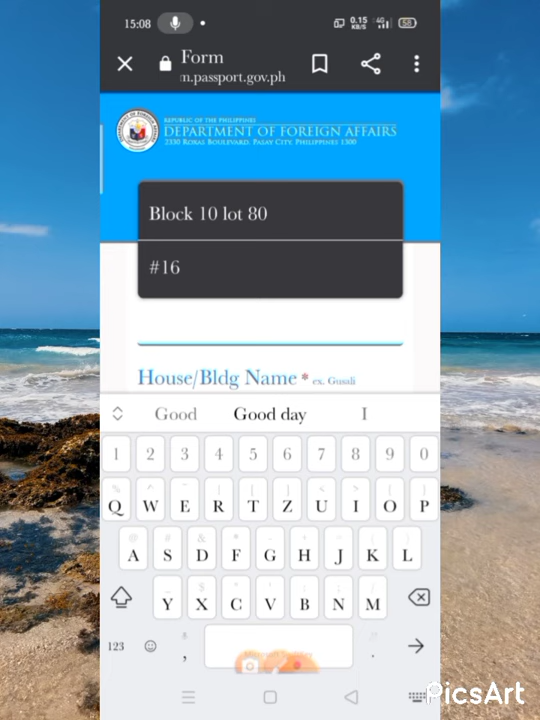 15:08
0.15 KB/S 4G 58
Form
m.passport.gov.ph
REPUBLIC OF THE PHILIPPINES
DEPARTMENT OF FOREIGN AFFAIRS
2330 ROXAS BOULEVARD, PASAY CITY, PHILIPPINES 1300
Block 10 lot 80
#16
House/Bldg Name * ex. Gusali
Good Good day I
1 2 3 4 5 6 7 8 9 0
Q W E R T Z U I O P
A S D F G H J K L
Y X C V B N M
123 , .
PicsArt